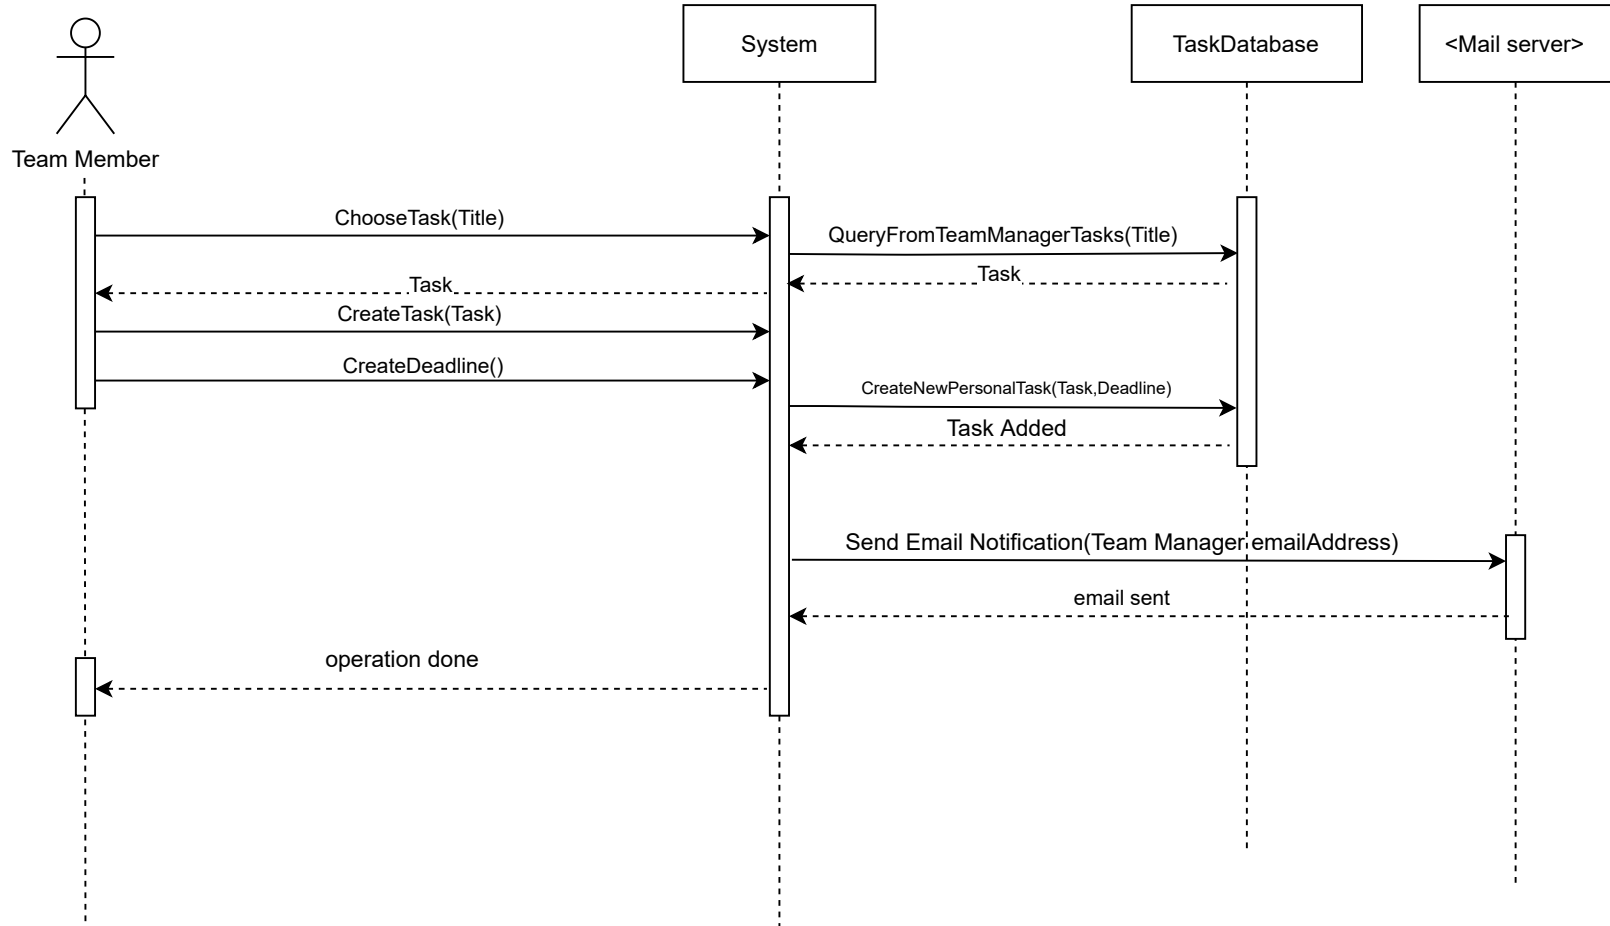 System
TaskDatabase
<Mail server>
Team Member
ChooseTask(Title)
QueryFromTeamManagerTasks(Title)
Task
Task
CreateTask(Task)
CreateDeadline()
CreateNewPersonalTask(Task,Deadline)
Task Added
Send Email Notification(Team Manager emailAddress)
email sent
operation done